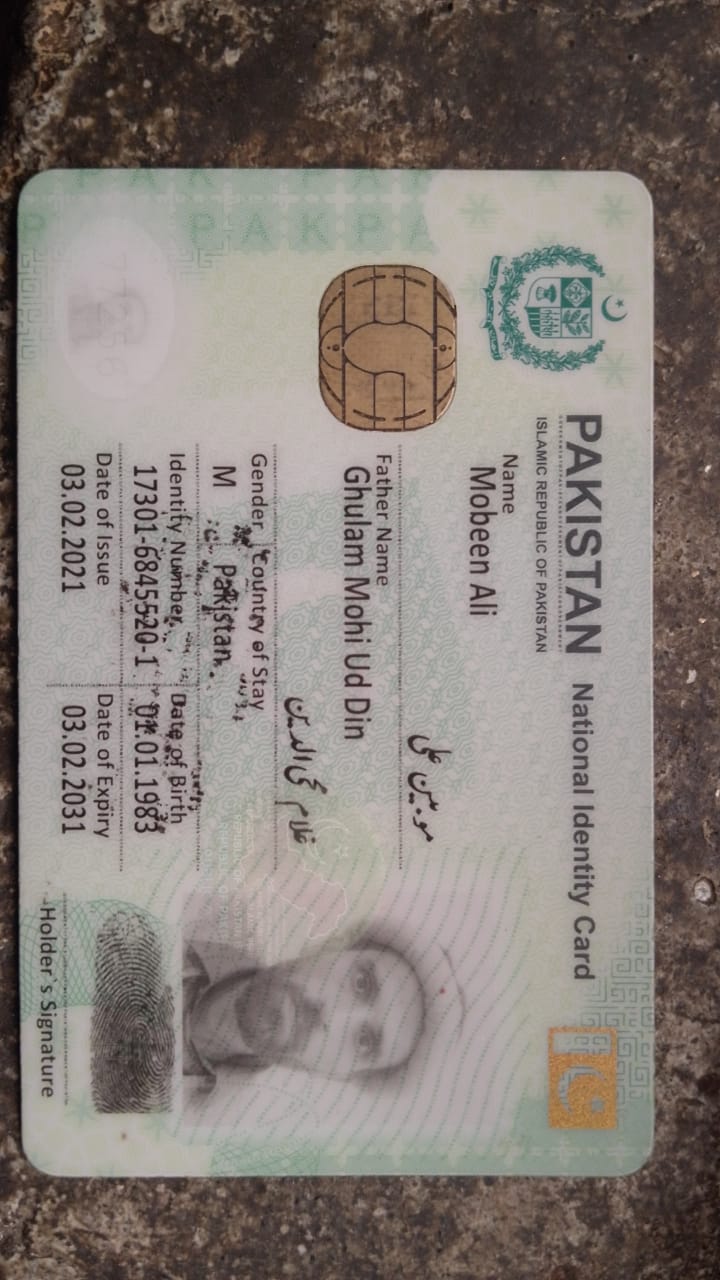 PAKISTAN National Identity Card
ISLAMIC REPUBLIC OF PAKISTAN
Name
Mobeen Ali
موبین علی
Father Name
Ghulam Mohi Ud Din
غلام محی الدین
Gender Country of Stay
M Pakistan
Identity Number Date of Birth
17301-6845520-1 01.01.1983
Date of Issue Date of Expiry
03.02.2021 03.02.2031
Holder's Signature
PAKPA